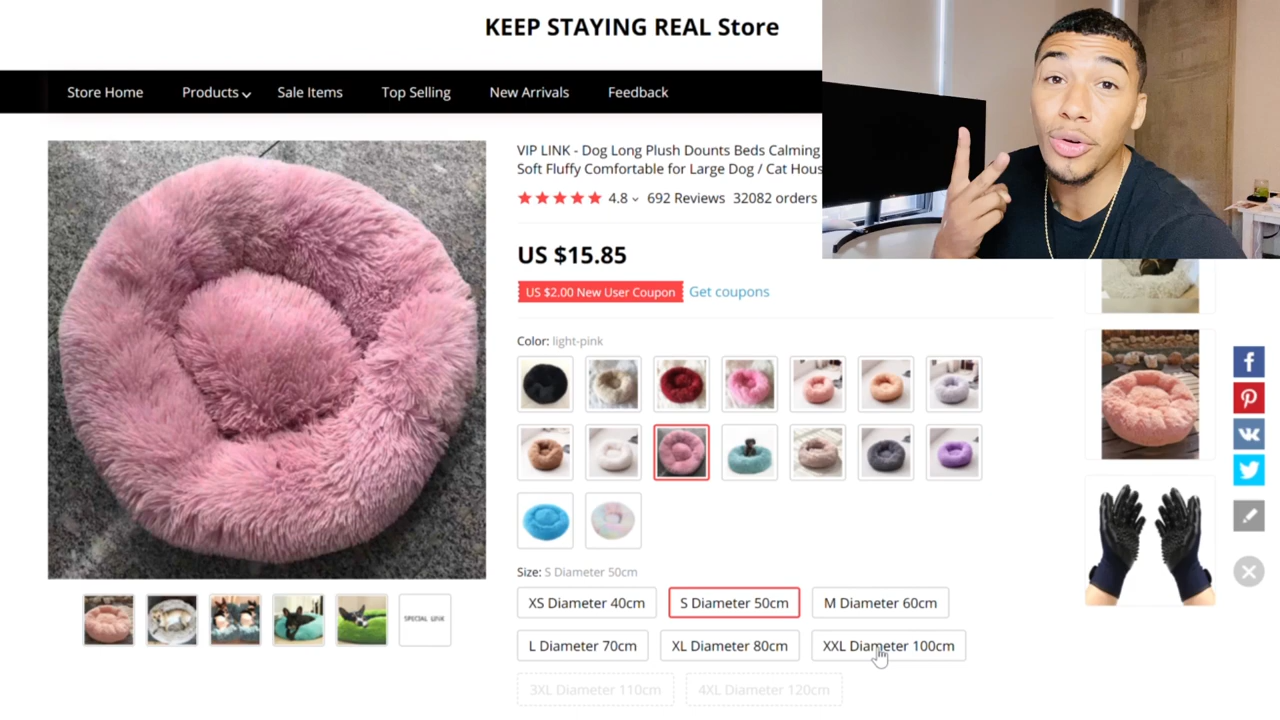 KEEP STAYING REAL Store
Store Home Products Sale Items Top Selling New Arrivals Feedback
VIP LINK - Dog Long Plush Dounts Beds Calming
Soft Fluffy Comfortable for Large Dog / Cat Hous
4.8 692 Reviews 32082 orders
US $15.85
US $2.00 New User Coupon Get coupons
Color: light-pink
SPECIAL LINK
Size: S Diameter 50cm
XS Diameter 40cm S Diameter 50cm M Diameter 60cm
L Diameter 70cm XL Diameter 80cm XXL Diameter 100cm
3XL Diameter 110cm 4XL Diameter 120cm